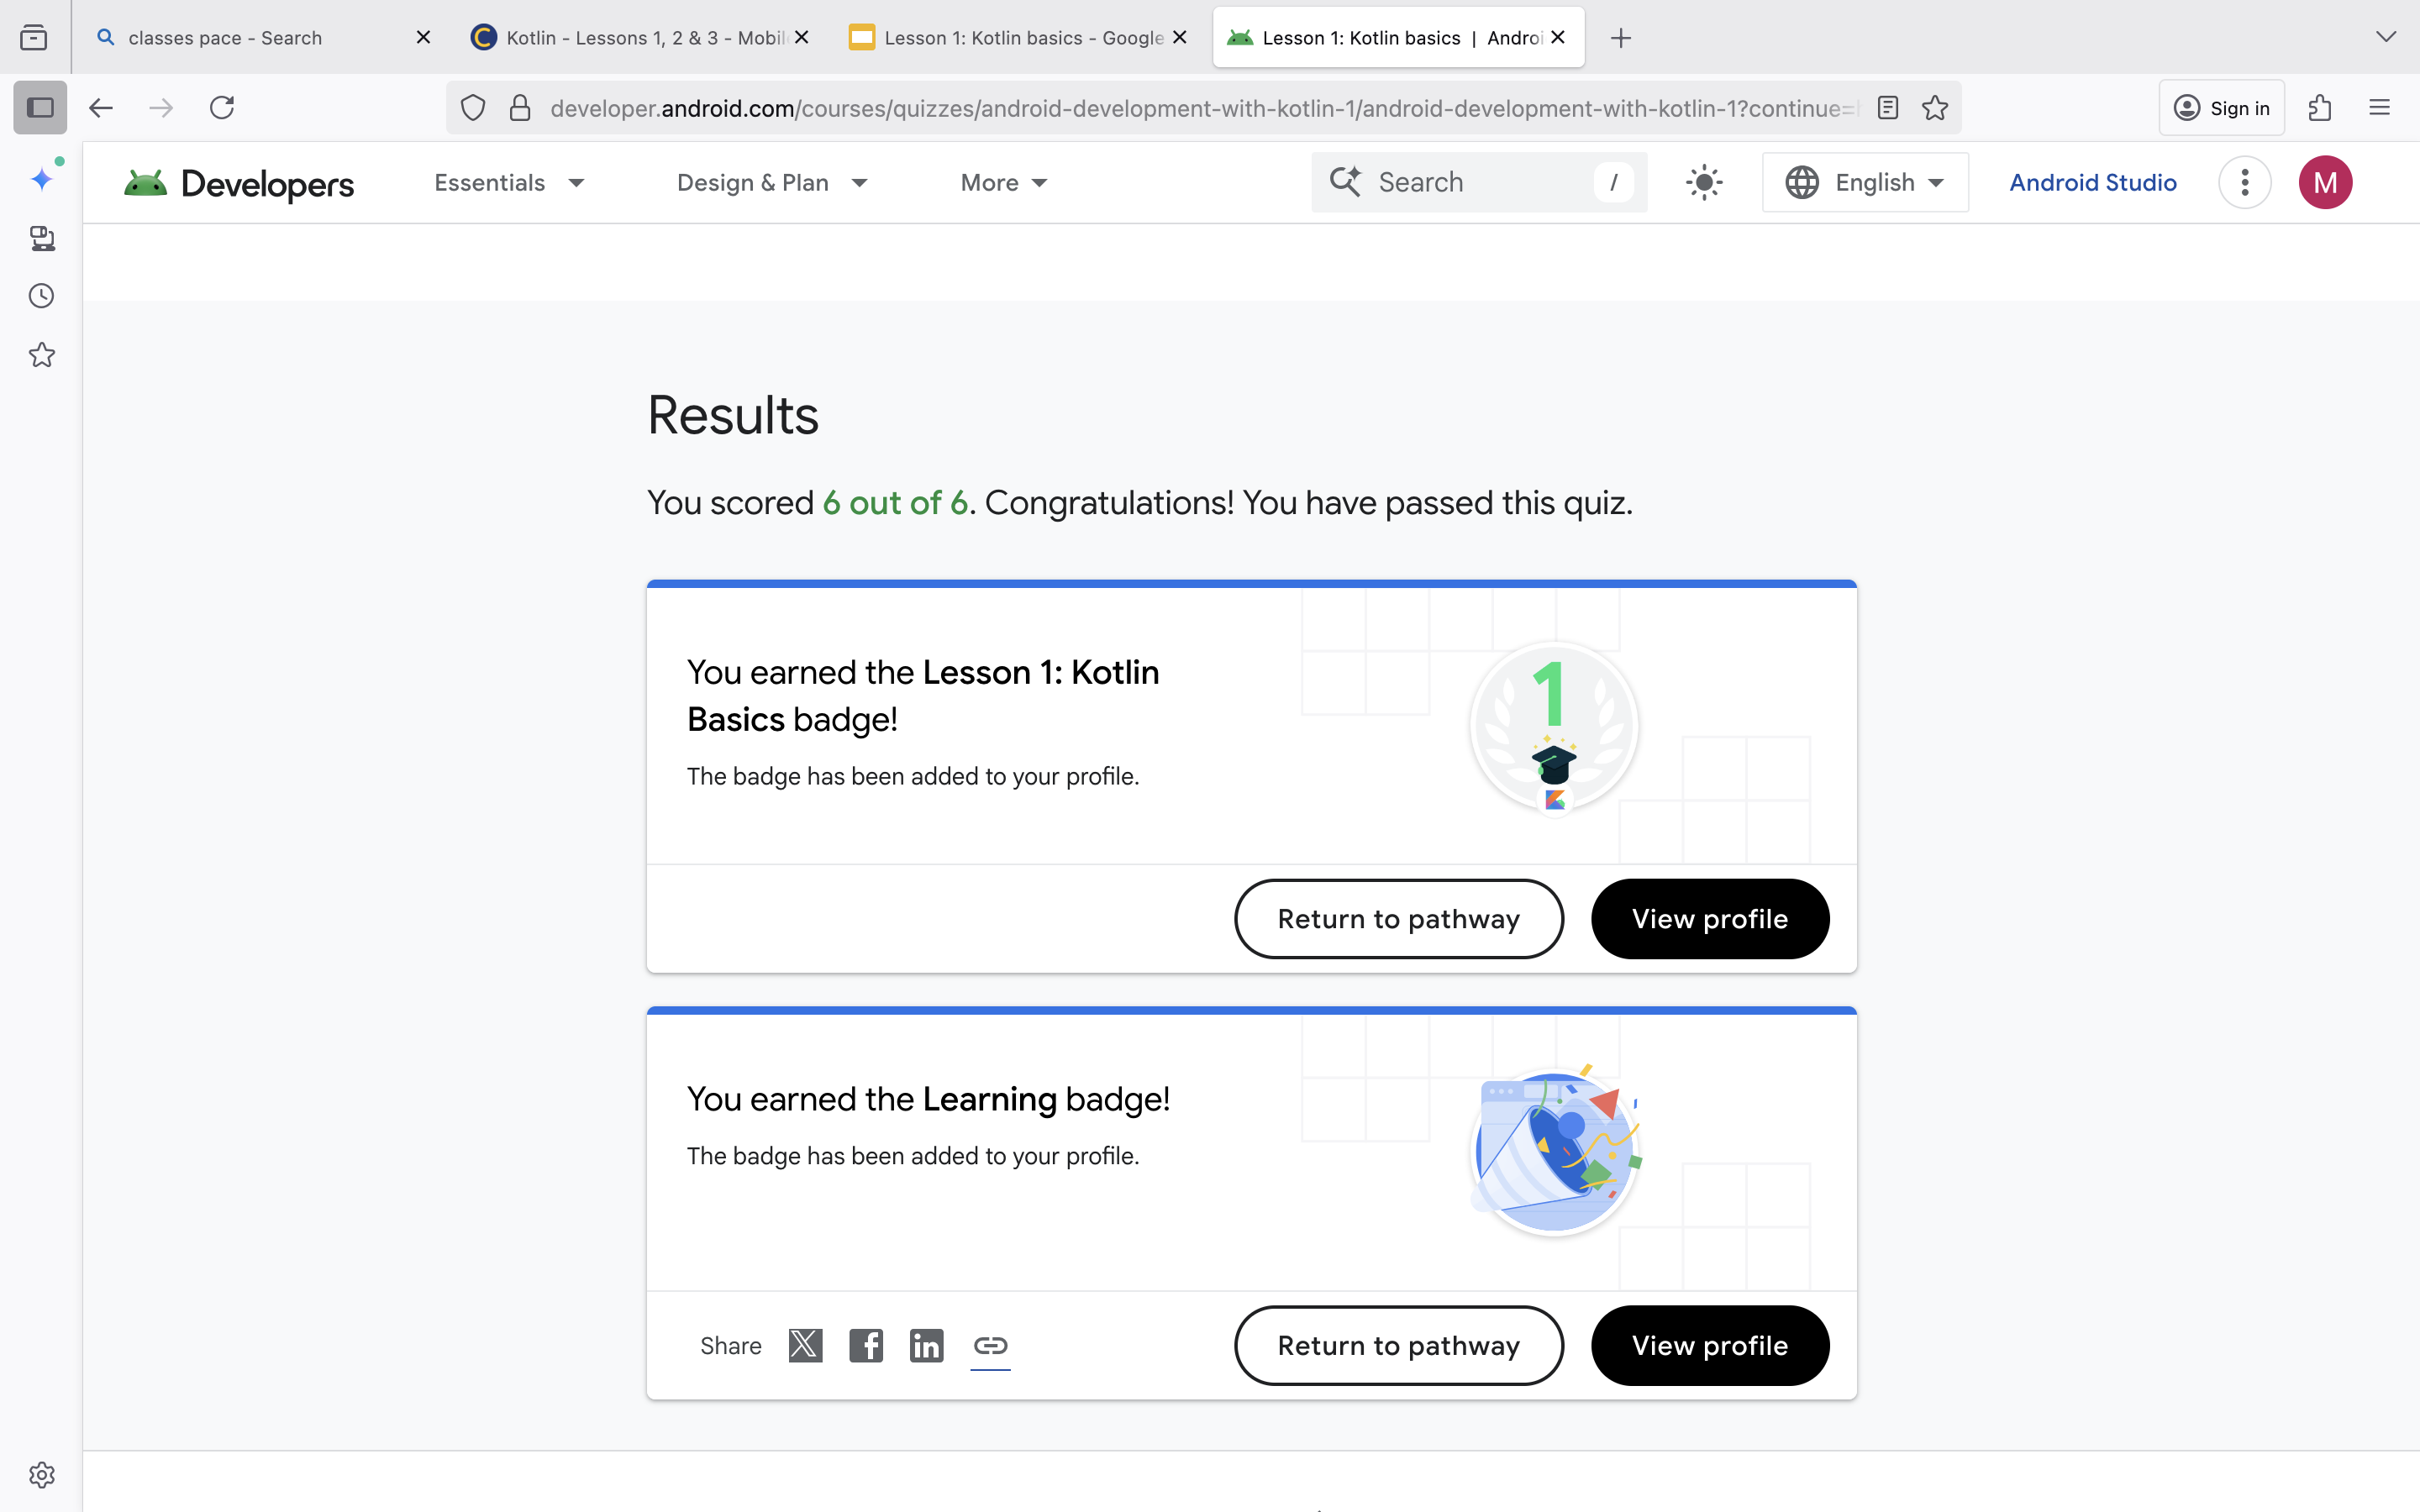 classes pace - Search
Kotlin - Lessons 1, 2 & 3 - Mobil
Lesson 1: Kotlin basics - Google
Lesson 1: Kotlin basics | Androi
developer.android.com/courses/quizzes/android-development-with-kotlin-1/android-development-with-kotlin-1?continue=
Sign in
Developers
Essentials
Design & Plan
More
Search
/
English
Android Studio
M
Results
You scored 6 out of 6. Congratulations! You have passed this quiz.
You earned the Lesson 1: Kotlin
Basics badge!
The badge has been added to your profile.
1
Return to pathway
View profile
You earned the Learning badge!
The badge has been added to your profile.
Share
Return to pathway
View profile